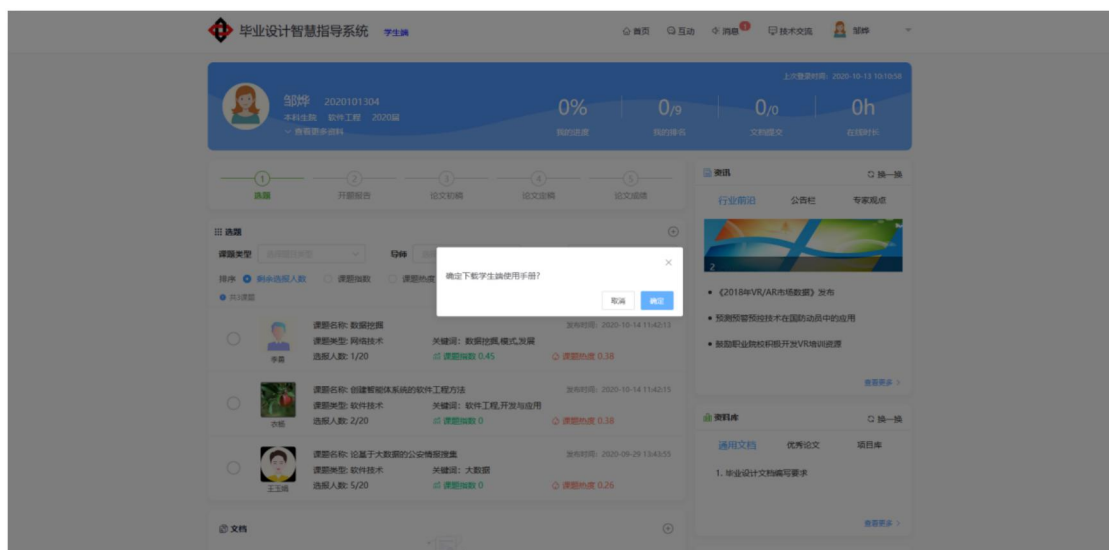 毕业设计智慧指导系统 学生端
首页 互动 消息 1 技术交流 邹烨
上次登录时间: 2020-10-13 10:10:58
邹烨 2020101304
本科生院 软件工程 2020届
查看更多资料
0% 0/9 0/0 0h
我的进度 我的排名 文档提交 在线时长
1 2 3 4 5
选题 开题报告 论文初稿 论文定稿 论文成绩
选题
课题类型 选择课题类型 导师
排序 剩余选报人数 课题指数 课题热度
共3课题
确定下载学生端使用手册?
取消 确定
课题名称: 数据挖掘 发布时间: 2020-10-14 11:42:13
课题类型: 网络技术 关键词: 数据挖掘,模式,发展
选报人数: 1/20 课题指数 0.45 课题热度 0.38
课题名称: 创建智能体系统的软件工程方法 发布时间: 2020-10-14 11:42:15
课题类型: 软件技术 关键词: 软件工程,开发与应用
选报人数: 2/20 课题指数 0 课题热度 0.38
课题名称: 论基于大数据的公安情报搜集 发布时间: 2020-09-29 13:43:55
课题类型: 软件技术 关键词: 大数据
选报人数: 5/20 课题指数 0 课题热度 0.26
文档
资讯 换一换
行业前沿 公告栏 专家观点
2
《2018年VR/AR市场数据》发布
预测预警预控技术在国防动员中的应用
鼓励职业院校积极开发VR培训资源
查看更多 >
资料库 换一换
通用文档 优秀论文 项目库
1. 毕业设计文档编写要求
查看更多 >